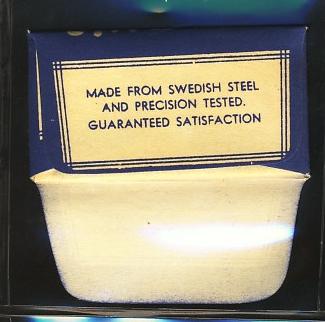 MADE FROM SWEDISH STEEL
AND PRECISION TESTED.
GUARANTEED SATISFACTION